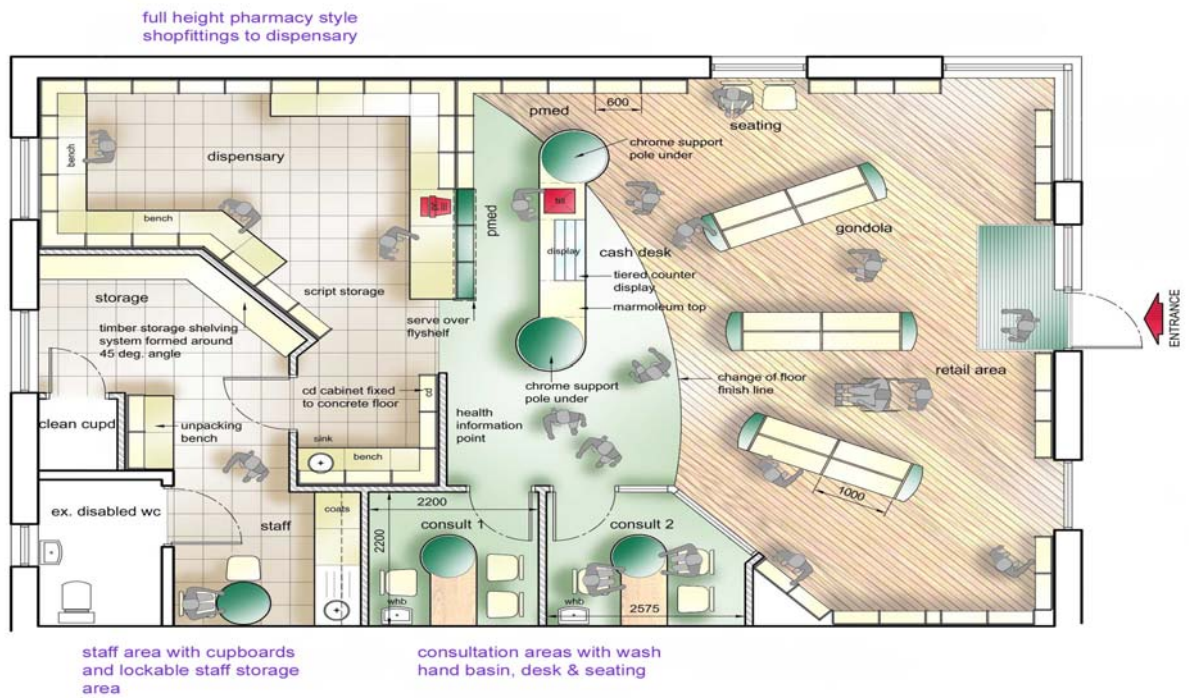 full height pharmacy style
shopfittings to dispensary
pmed
600
seating
chrome support
pole under
bench
dispensary
till
bench
pmed
display
cash desk
gondola
tiered counter
display
marmoleum top
script storage
storage
serve over
flyshelf
timber storage shelving
system formed around
45 deg. angle
ENTRANCE
retail area
change of floor
finish line
chrome support
pole under
cd cabinet fixed
to concrete floor
cd
clean cupd
unpacking
bench
health
information
point
sink
bench
1000
ex. disabled wc
staff
coats
2200
2200
consult 1
consult 2
whb
whb
2575
staff area with cupboards
and lockable staff storage
area
consultation areas with wash
hand basin, desk & seating